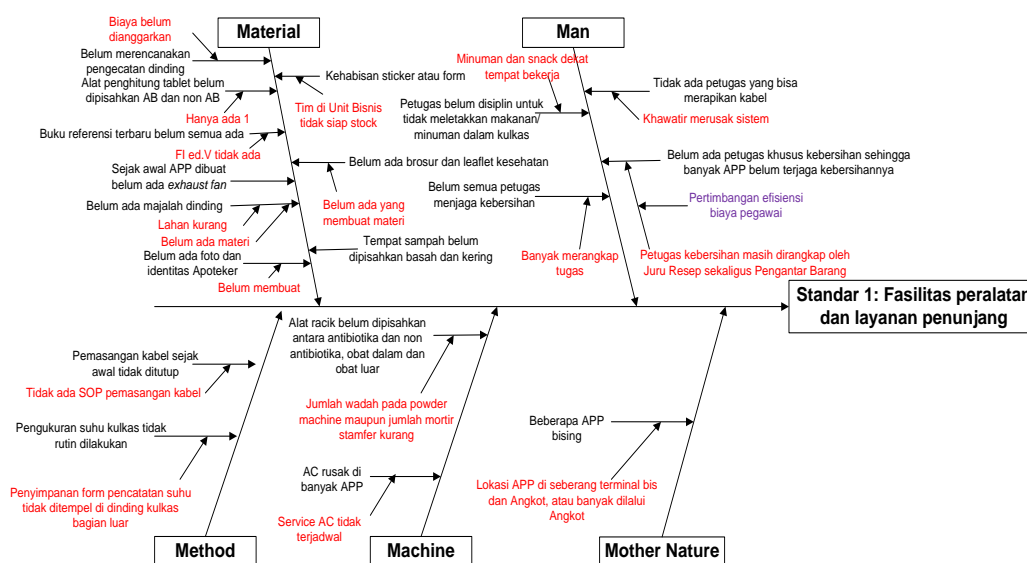 Material
Biaya belum
dianggarkan
Belum merencanakan
pengecatan dinding
Kehabisan sticker atau form
Tim di Unit Bisnis
tidak siap stock
Alat penghitung tablet belum
dipisahkan AB dan non AB
Hanya ada 1
Buku referensi terbaru belum semua ada
FI ed.V tidak ada
Belum ada brosur dan leaflet kesehatan
Belum ada yang
membuat materi
Sejak awal APP dibuat
belum ada exhaust fan
Belum ada majalah dinding
Lahan kurang
Belum ada materi
Tempat sampah belum
dipisahkan basah dan kering
Belum ada foto dan
identitas Apoteker
Belum membuat
Man
Minuman dan snack dekat
tempat bekerja
Petugas belum disiplin untuk
tidak meletakkan makanan/
minuman dalam kulkas
Tidak ada petugas yang bisa
merapikan kabel
Khawatir merusak sistem
Belum ada petugas khusus kebersihan sehingga
banyak APP belum terjaga kebersihannya
Pertimbangan efisiensi
biaya pegawai
Belum semua petugas
menjaga kebersihan
Banyak merangkap
tugas
Petugas kebersihan masih dirangkap oleh
Juru Resep sekaligus Pengantar Barang
Standar 1: Fasilitas peralatan
dan layanan penunjang
Pemasangan kabel sejak
awal tidak ditutup
Tidak ada SOP pemasangan kabel
Pengukuran suhu kulkas tidak
rutin dilakukan
Penyimpanan form pencatatan suhu
tidak ditempel di dinding kulkas
bagian luar
Method
Alat racik belum dipisahkan
antara antibiotika dan non
antibiotika, obat dalam dan
obat luar
Jumlah wadah pada powder
machine maupun jumlah mortir
stamfer kurang
AC rusak di
banyak APP
Service AC tidak
terjadwal
Machine
Beberapa APP
bising
Lokasi APP di seberang terminal bis
dan Angkot, atau banyak dilalui
Angkot
Mother Nature